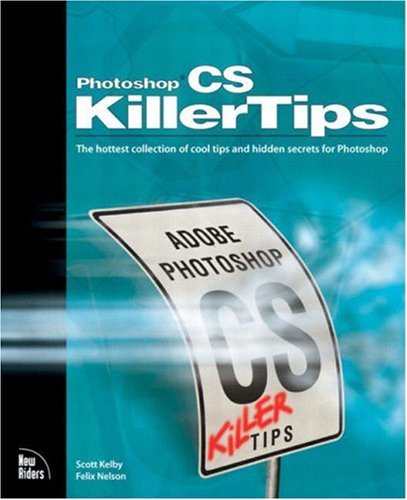 Photoshop® CS
KillerTips
The hottest collection of cool tips and hidden secrets for Photoshop
ADOBE
PHOTOSHOP
CS
KiLLER
TIPS
Scott Kelby
Felix Nelson
New
Riders